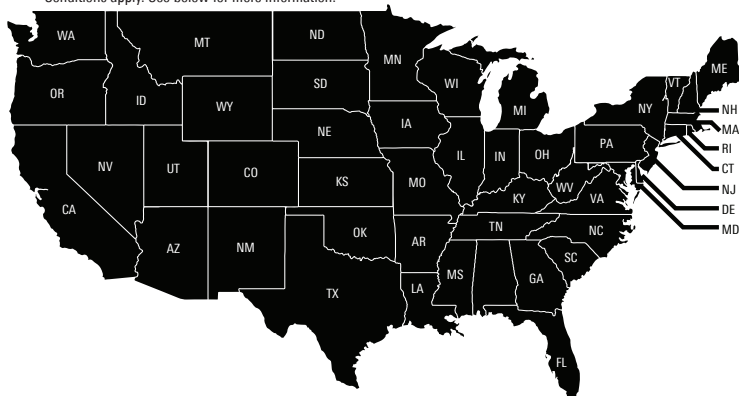 Conditions apply. See below for more information.
WA
MT
ND
MN
ME
VT
OR
ID
SD
WI
NY
NH
WY
MI
MA
IA
NE
PA
RI
NV
UT
CO
IL
IN
OH
CT
KS
MO
WV
VA
NJ
CA
KY
DE
MD
AZ
NM
OK
AR
TN
NC
SC
MS
GA
LA
TX
FL